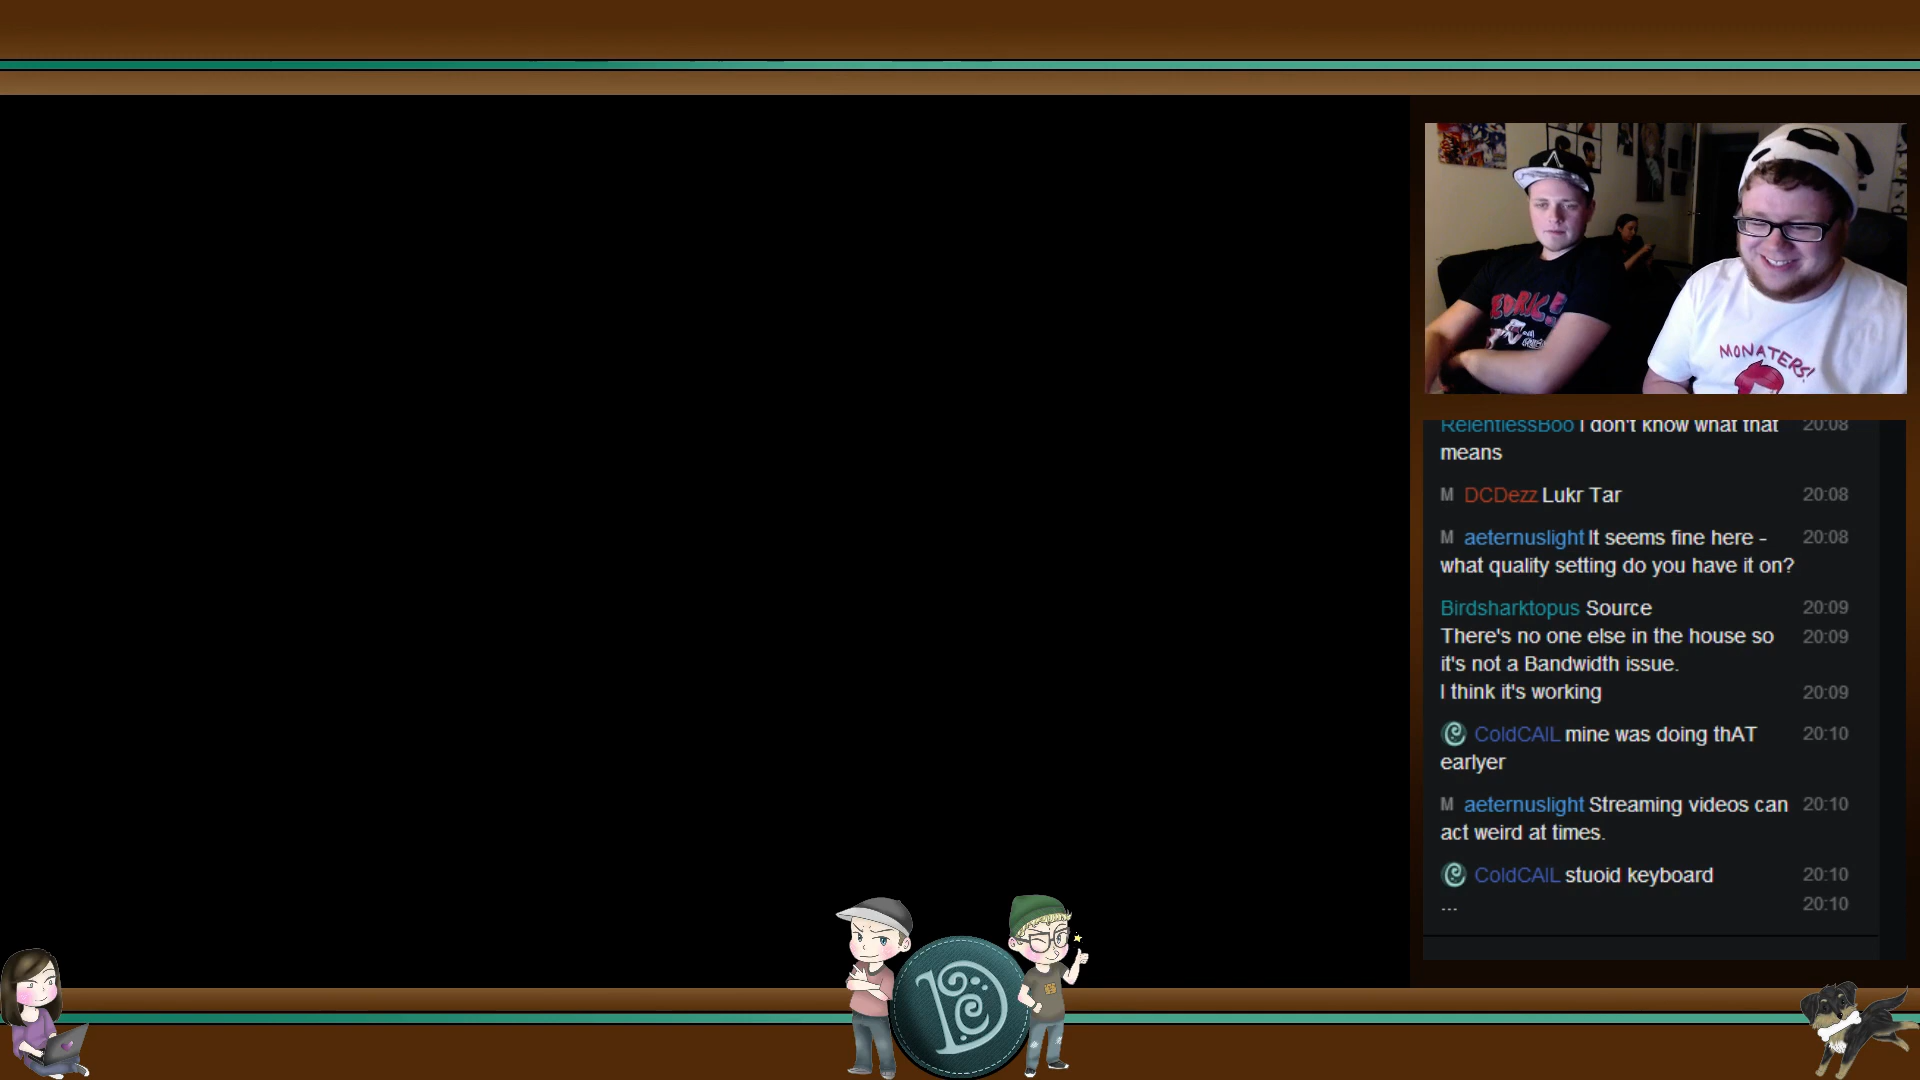 EDRIC!
MONATERS!
RelentlessBoo I don't know what that 20:08
means
M DCDezz Lukr Tar 20:08
M aeternuslight It seems fine here - 20:08
what quality setting do you have it on?
Birdsharktopus Source 20:09
There's no one else in the house so 20:09
it's not a Bandwidth issue.
I think it's working 20:09
ColdCAIL mine was doing thAT 20:10
earlyer
M aeternuslight Streaming videos can 20:10
act weird at times.
ColdCAIL stuoid keyboard 20:10
... 20:10
D